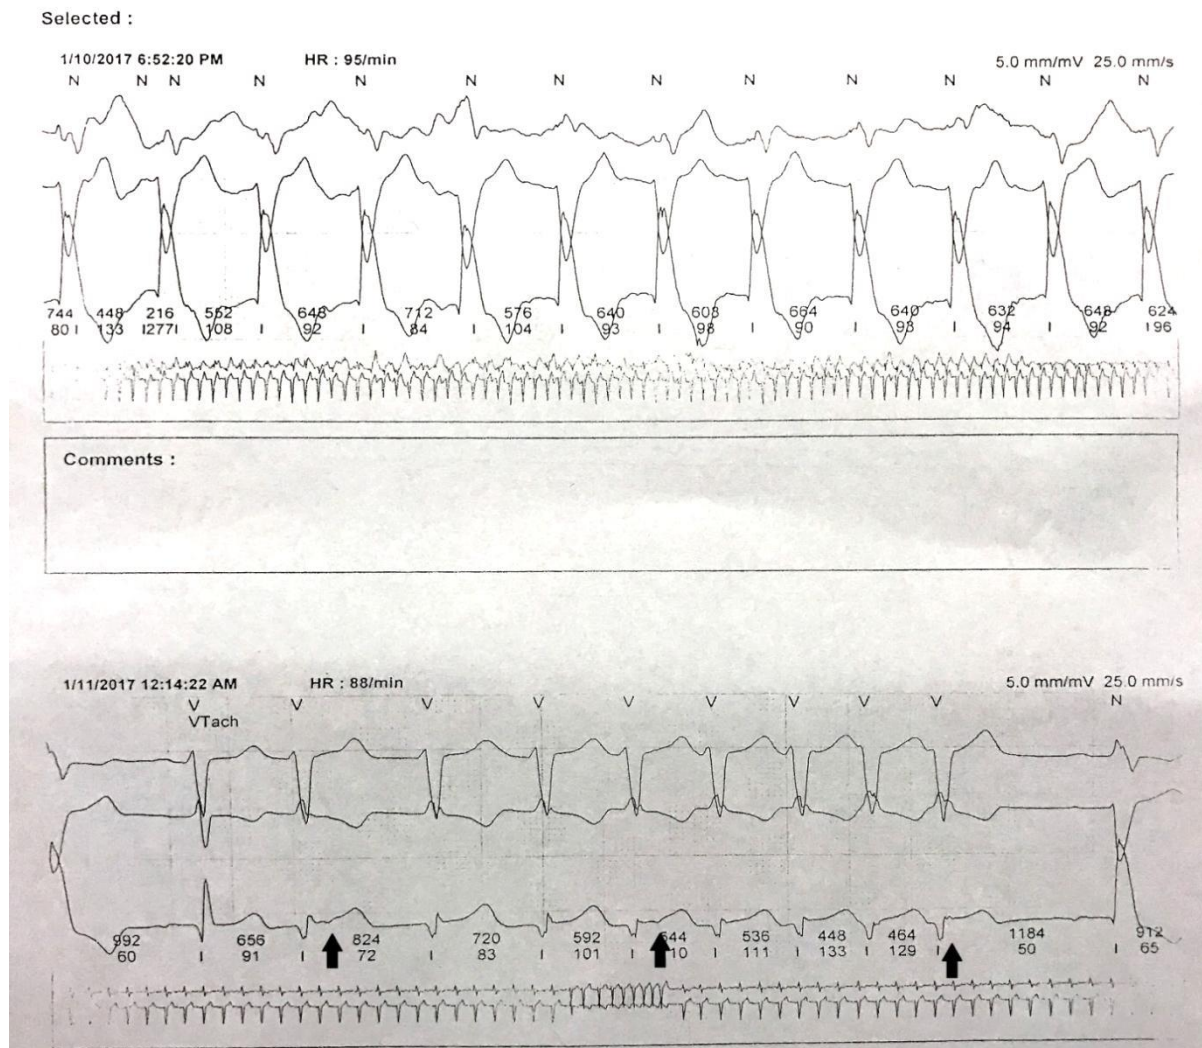 Selected :
1/10/2017 6:52:20 PM HR : 95/min 5.0 mm/mV 25.0 mm/s
N N N N N N N N N N N N N
744 448 216 552 648 712 576 640 608 664 640 632 648 624
80 133 277 108 92 84 104 93 98 90 93 94 92 96
Comments :
1/11/2017 12:14:22 AM HR : 88/min 5.0 mm/mV 25.0 mm/s
V V V V V V V V V N
VTach
992 656 824 720 592 544 536 448 464 1184 912
60 91 72 83 101 111 133 129 50 65